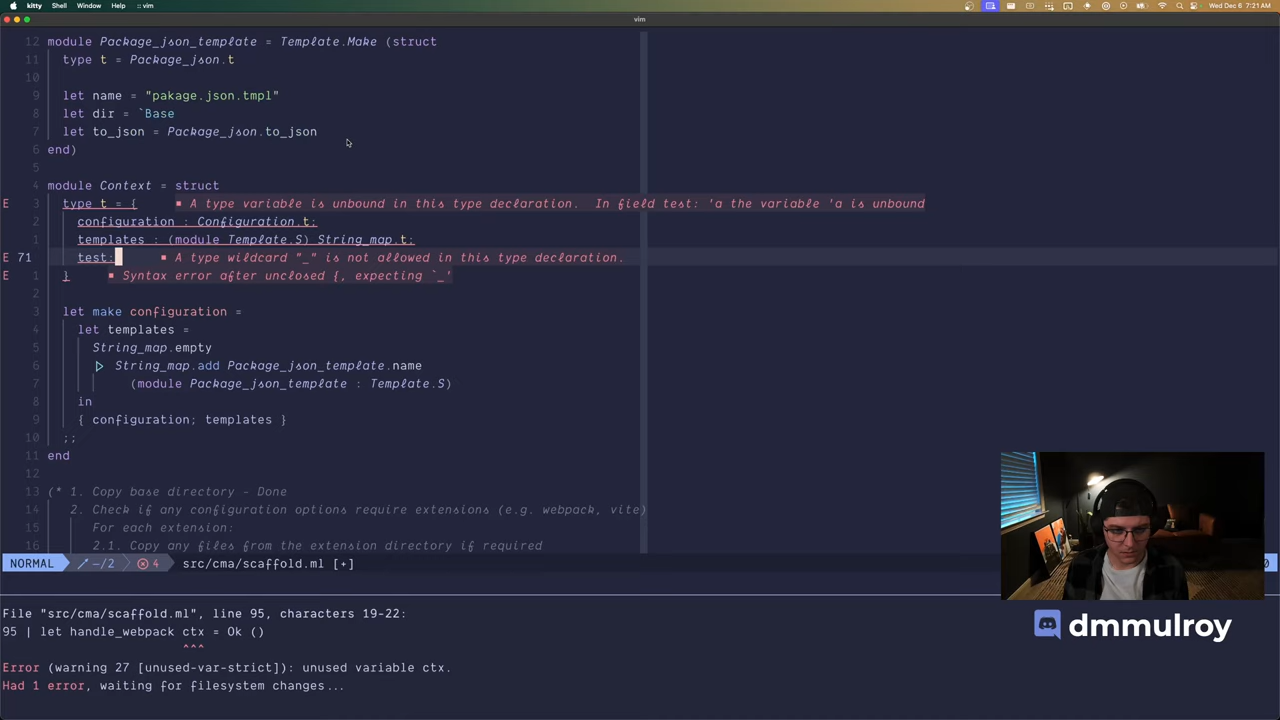 kitty Shell Window Help :: vim Wed Dec 6 7:21 AM
vim
12 module Package_json_template = Template.Make (struct
11 type t = Package_json.t
10
9 let name = "pakage.json.tmpl"
8 let dir = `Base
7 let to_json = Package_json.to_json
6 end)
5
4 module Context = struct
E 3 type t = { ▪ A type variable is unbound in this type declaration. In field test: 'a the variable 'a is unbound
2 configuration : Configuration.t;
1 templates : (module Template.S) String_map.t;
E 71 test: ▪ A type wildcard "_" is not allowed in this type declaration.
E 1 } ▪ Syntax error after unclosed {, expecting `_'
2
3 let make configuration =
4 let templates =
5 String_map.empty
6 ▷ String_map.add Package_json_template.name
7 (module Package_json_template : Template.S)
8 in
9 { configuration; templates }
10 ;;
11 end
12
13 (* 1. Copy base directory - Done
14 2. Check if any configuration options require extensions (e.g. webpack, vite)
15 For each extension:
16 2.1. Copy any files from the extension directory if required
NORMAL ~/2 4 src/cma/scaffold.ml [+] 0
File "src/cma/scaffold.ml", line 95, characters 19-22:
95 | let handle_webpack ctx = Ok ()
^^^
Error (warning 27 [unused-var-strict]): unused variable ctx.
Had 1 error, waiting for filesystem changes...
dmmulroy